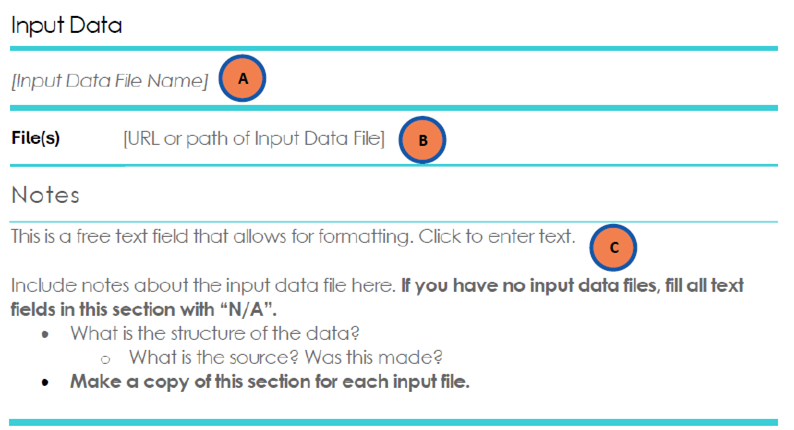 Input Data
[Input Data File Name] A
File(s) [URL or path of Input Data File] B
Notes
This is a free text field that allows for formatting. Click to enter text. C
Include notes about the input data file here. If you have no input data files, fill all text
fields in this section with “N/A”.
• What is the structure of the data?
o What is the source? Was this made?
• Make a copy of this section for each input file.